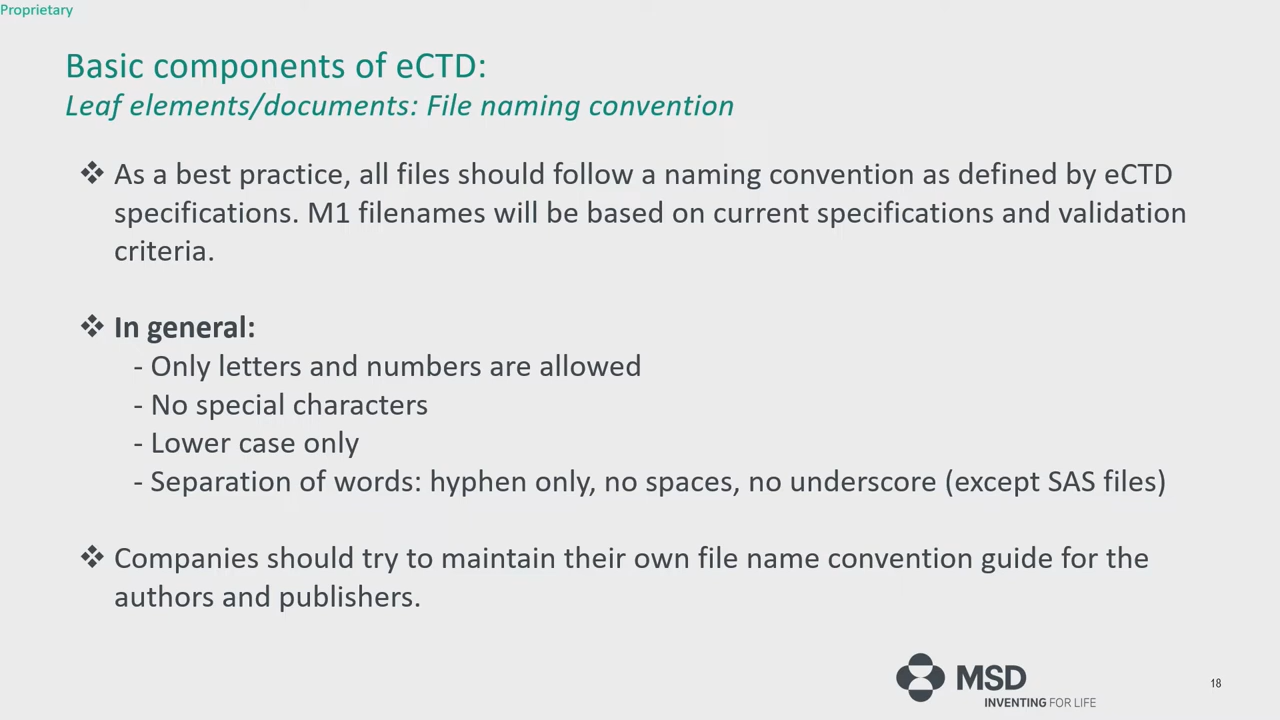 Proprietary
Basic components of eCTD:
Leaf elements/documents: File naming convention
❖ As a best practice, all files should follow a naming convention as defined by eCTD
specifications. M1 filenames will be based on current specifications and validation
criteria.
❖ In general:
- Only letters and numbers are allowed
- No special characters
- Lower case only
- Separation of words: hyphen only, no spaces, no underscore (except SAS files)
❖ Companies should try to maintain their own file name convention guide for the
authors and publishers.
MSD
INVENTING FOR LIFE
18